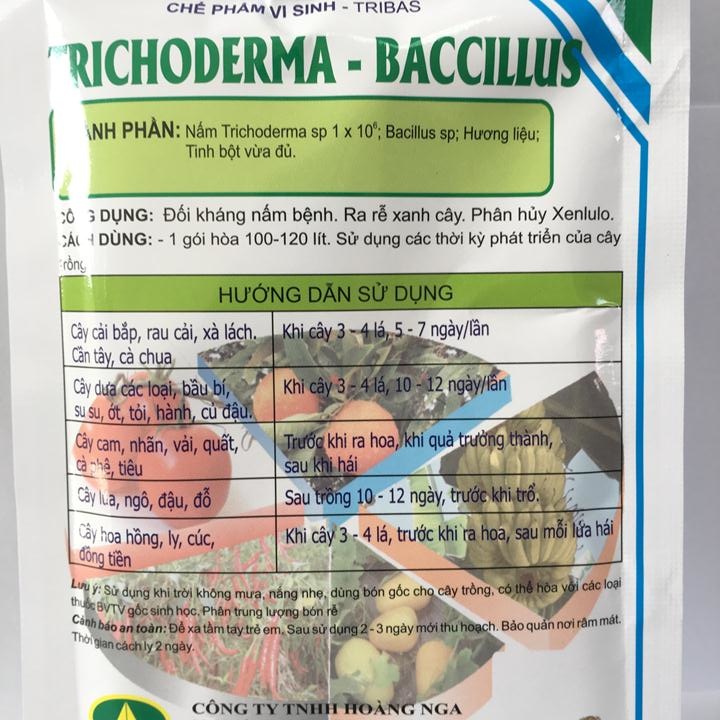 CHẾ PHẨM VI SINH - TRIBAS
TRICHODERMA - BACCILLUS
ÀNH PHẦN: Nấm Trichoderma sp 1 x 10⁶; Bacillus sp; Hương liệu;
Tinh bột vừa đủ.
CÔNG DỤNG: Đối kháng nấm bệnh. Ra rễ xanh cây. Phân hủy Xenlulo.
CÁCH DÙNG: - 1 gói hòa 100-120 lít. Sử dụng các thời kỳ phát triển của cây
trồng
HƯỚNG DẪN SỬ DỤNG
Cây cải bắp, rau cải, xà lách. Khi cây 3 - 4 lá, 5 - 7 ngày/lần
Cần tây, cà chua
Cây dưa các loại, bầu bí, Khi cây 3 - 4 lá, 10 - 12 ngày/lần
su su, ớt, tỏi, hành, củ đậu.
Cây cam, nhãn, vải, quất, Trước khi ra hoa, khi quả trưởng thành,
cà phê, tiêu sau khi hái
Cây lúa, ngô, đậu, đỗ Sau trồng 10 - 12 ngày, trước khi trổ.
Cây hoa hồng, ly, cúc, Khi cây 3 - 4 lá, trước khi ra hoa, sau mỗi lứa hái
đồng tiền
Lưu ý: Sử dụng khi trời không mưa, nắng nhẹ, dùng bón gốc cho cây trồng, có thể hòa với các loại
thuốc BVTV gốc sinh học. Phân trung lượng bón rễ
Cảnh báo an toàn: Để xa tầm tay trẻ em. Sau sử dụng 2 - 3 ngày mới thu hoạch. Bảo quản nơi râm mát.
Thời gian cách ly 2 ngày.
CÔNG TY TNHH HOÀNG NGA